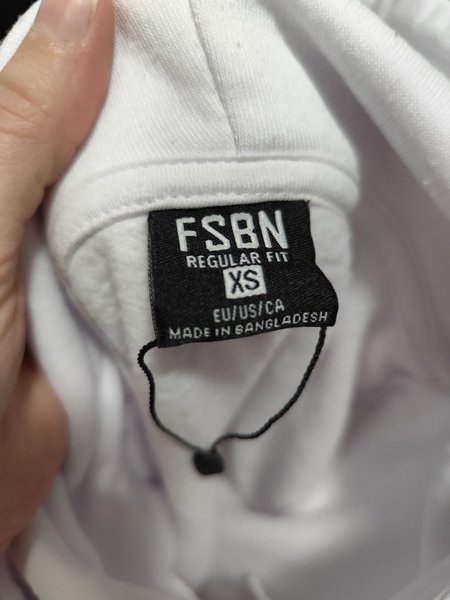 FSBN
REGULAR FIT
XS
EU/US/CA
MADE IN BANGLADESH